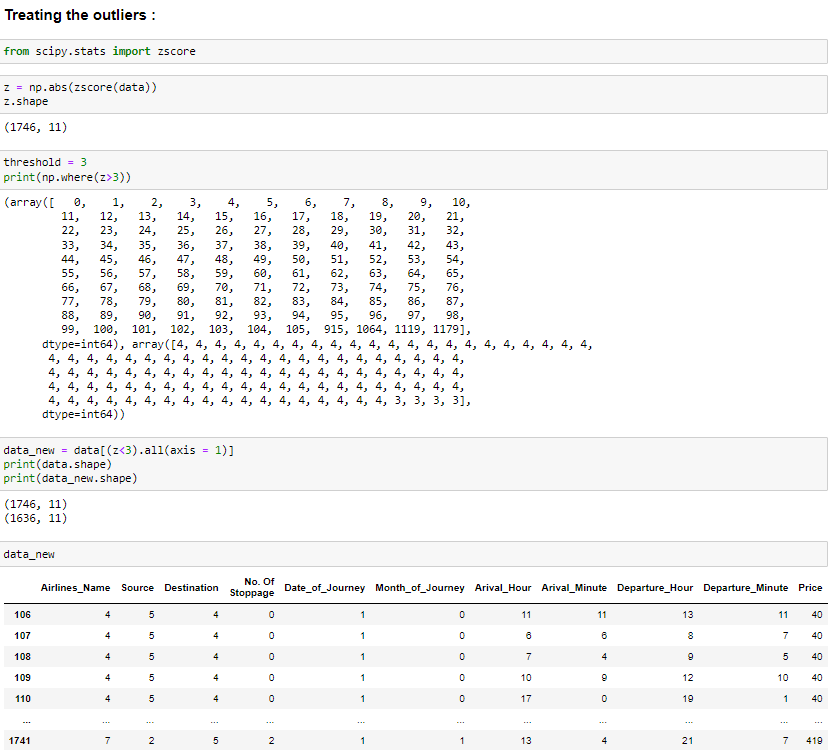 Treating the outliers :
from scipy.stats import zscore
z = np.abs(zscore(data))
z.shape
(1746, 11)
threshold = 3
print(np.where(z>3))
(array([   0,    1,    2,    3,    4,    5,    6,    7,    8,    9,   10,
11,   12,   13,   14,   15,   16,   17,   18,   19,   20,   21,
22,   23,   24,   25,   26,   27,   28,   29,   30,   31,   32,
33,   34,   35,   36,   37,   38,   39,   40,   41,   42,   43,
44,   45,   46,   47,   48,   49,   50,   51,   52,   53,   54,
55,   56,   57,   58,   59,   60,   61,   62,   63,   64,   65,
66,   67,   68,   69,   70,   71,   72,   73,   74,   75,   76,
77,   78,   79,   80,   81,   82,   83,   84,   85,   86,   87,
88,   89,   90,   91,   92,   93,   94,   95,   96,   97,   98,
99,  100,  101,  102,  103,  104,  105,  915, 1064, 1119, 1179],
dtype=int64), array([4, 4, 4, 4, 4, 4, 4, 4, 4, 4, 4, 4, 4, 4, 4, 4, 4, 4, 4, 4, 4, 4,
4, 4, 4, 4, 4, 4, 4, 4, 4, 4, 4, 4, 4, 4, 4, 4, 4, 4, 4, 4, 4, 4,
4, 4, 4, 4, 4, 4, 4, 4, 4, 4, 4, 4, 4, 4, 4, 4, 4, 4, 4, 4, 4, 4,
4, 4, 4, 4, 4, 4, 4, 4, 4, 4, 4, 4, 4, 4, 4, 4, 4, 4, 4, 4, 4, 4,
4, 4, 4, 4, 4, 4, 4, 4, 4, 4, 4, 4, 4, 4, 4, 4, 4, 4, 3, 3, 3, 3],
dtype=int64))
data_new = data[(z<3).all(axis = 1)]
print(data.shape)
print(data_new.shape)
(1746, 11)
(1636, 11)
data_new
Airlines_Name Source Destination No. Of Stoppage Date_of_Journey Month_of_Journey Arival_Hour Arival_Minute Departure_Hour Departure_Minute Price
106 4 5 4 0 1 0 11 11 13 11 40
107 4 5 4 0 1 0 6 6 8 7 40
108 4 5 4 0 1 0 7 4 9 5 40
109 4 5 4 0 1 0 10 9 12 10 40
110 4 5 4 0 1 0 17 0 19 1 40
... ... ... ... ... ... ... ... ... ... ... ...
1741 7 2 5 2 1 1 13 4 21 7 419